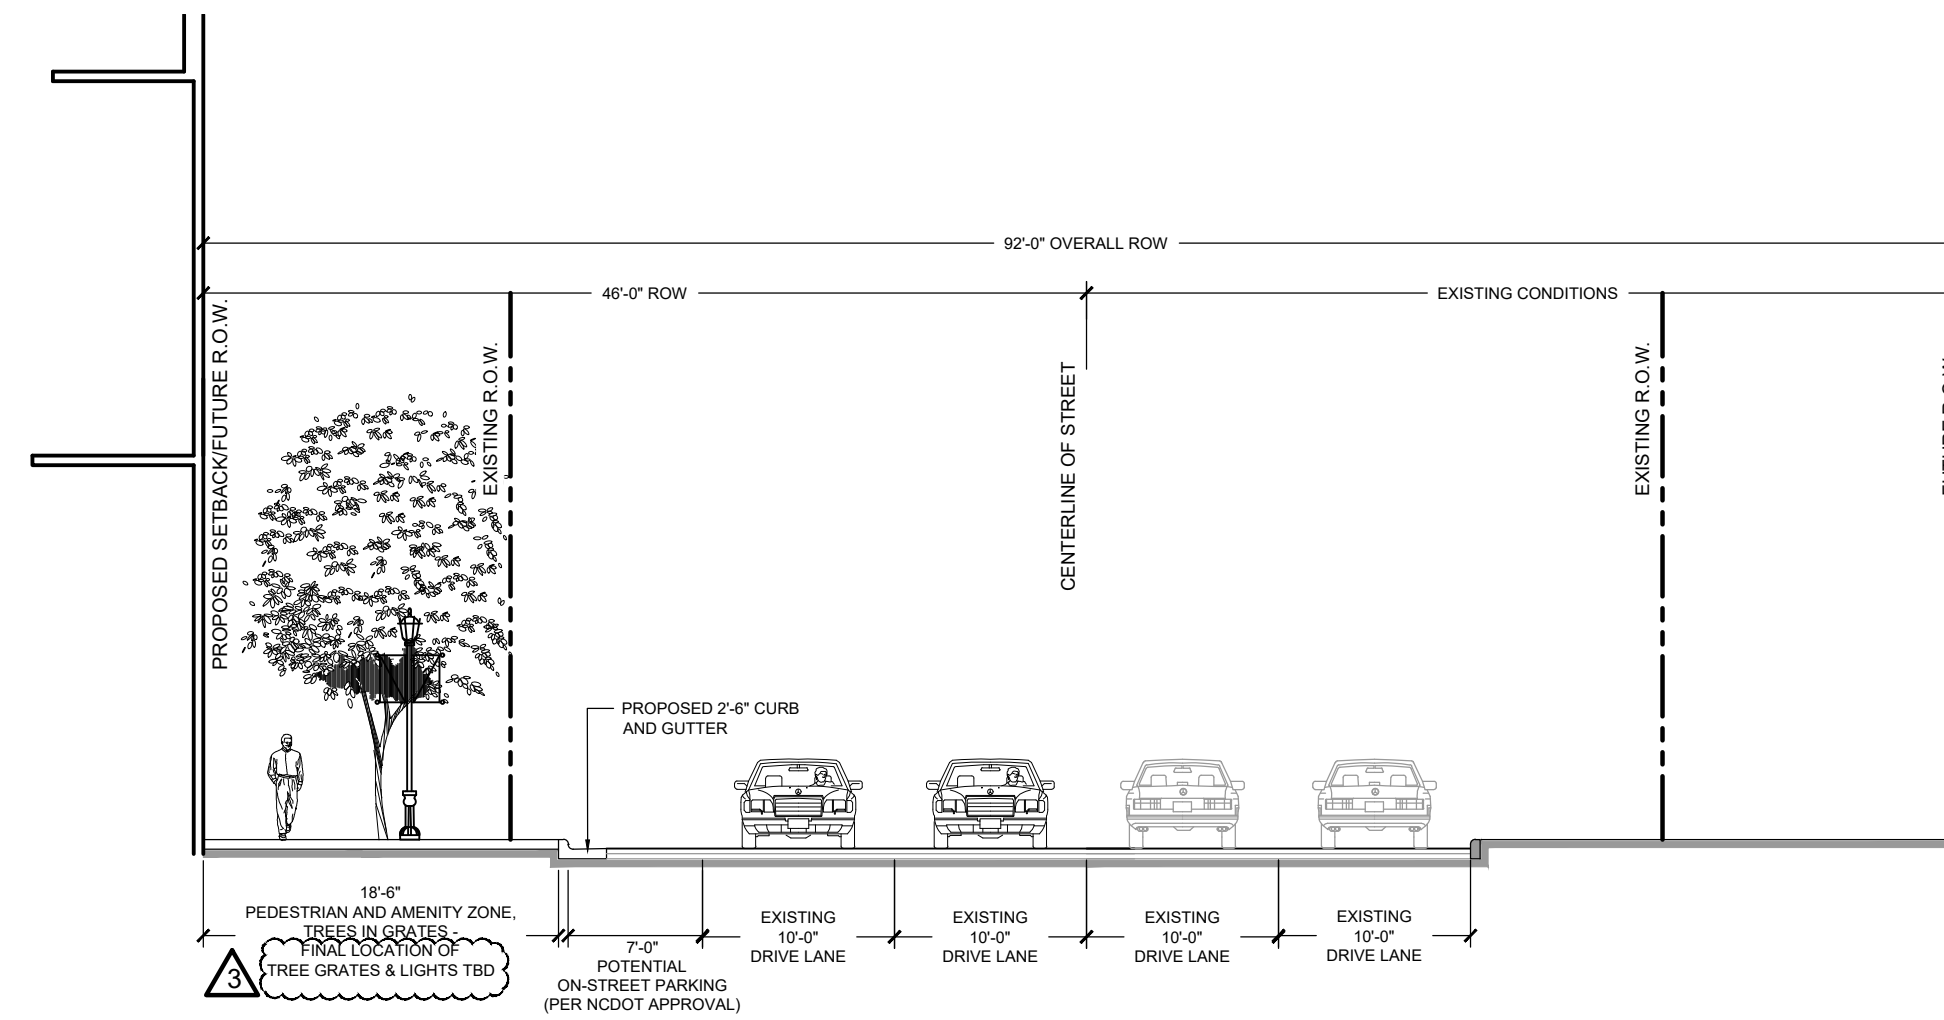 92'-0" OVERALL ROW
46'-0" ROW
EXISTING CONDITIONS
PROPOSED SETBACK/FUTURE R.O.W.
EXISTING R.O.W.
CENTERLINE OF STREET
EXISTING R.O.W.
PROPOSED 2'-6" CURB
AND GUTTER
18'-6"
PEDESTRIAN AND AMENITY ZONE,
TREES IN GRATES -
FINAL LOCATION OF
TREE GRATES & LIGHTS TBD
3
7'-0"
POTENTIAL
ON-STREET PARKING
(PER NCDOT APPROVAL)
EXISTING
10'-0"
DRIVE LANE
EXISTING
10'-0"
DRIVE LANE
EXISTING
10'-0"
DRIVE LANE
EXISTING
10'-0"
DRIVE LANE